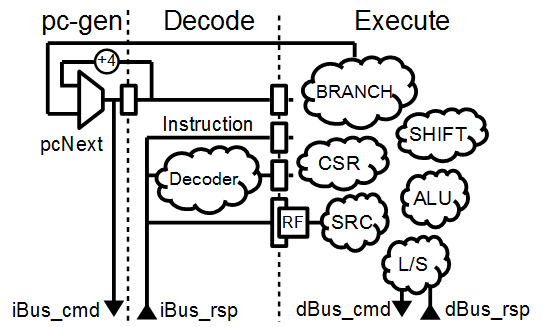 pc-gen Decode Execute
+4
BRANCH
pcNext
Instruction
SHIFT
CSR
Decoder
ALU
RF
SRC
L/S
iBus_cmd iBus_rsp dBus_cmd dBus_rsp